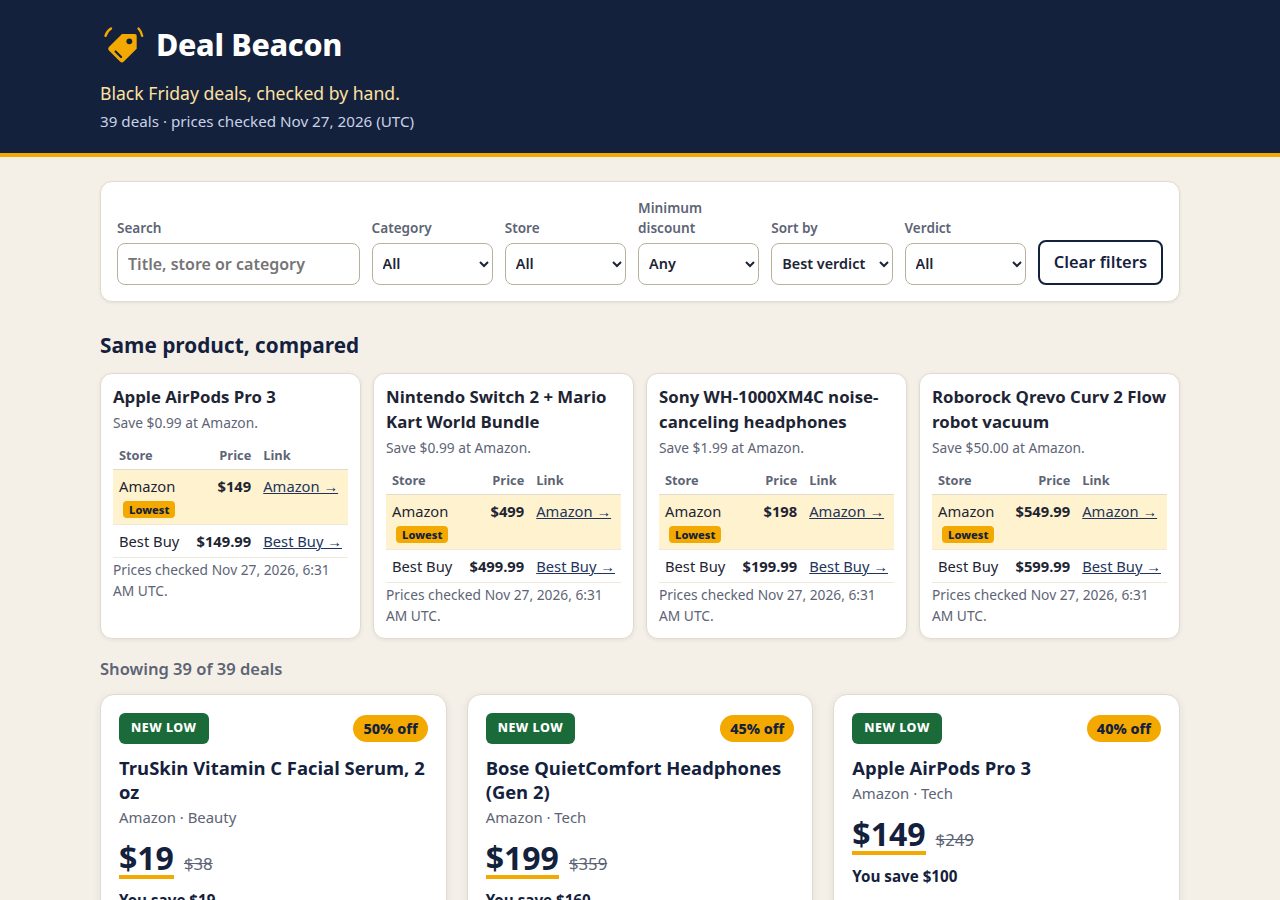 Deal Beacon
Black Friday deals, checked by hand.
39 deals · prices checked Nov 27, 2026 (UTC)
Search
Category
Store
Minimum
discount
Sort by
Verdict
Title, store or category
All
All
Any
Best verdict
All
Clear filters
Same product, compared
Apple AirPods Pro 3
Save $0.99 at Amazon.
Store Price Link
Amazon $149 Amazon →
Lowest
Best Buy $149.99 Best Buy →
Prices checked Nov 27, 2026, 6:31
AM UTC.
Nintendo Switch 2 + Mario
Kart World Bundle
Save $0.99 at Amazon.
Store Price Link
Amazon $499 Amazon →
Lowest
Best Buy $499.99 Best Buy →
Prices checked Nov 27, 2026, 6:31
AM UTC.
Sony WH-1000XM4C noise-
canceling headphones
Save $1.99 at Amazon.
Store Price Link
Amazon $198 Amazon →
Lowest
Best Buy $199.99 Best Buy →
Prices checked Nov 27, 2026, 6:31
AM UTC.
Roborock Qrevo Curv 2 Flow
robot vacuum
Save $50.00 at Amazon.
Store Price Link
Amazon $549.99 Amazon →
Lowest
Best Buy $599.99 Best Buy →
Prices checked Nov 27, 2026, 6:31
AM UTC.
Showing 39 of 39 deals
NEW LOW 50% off
TruSkin Vitamin C Facial Serum, 2
oz
Amazon · Beauty
$19 $38
You save $19
NEW LOW 45% off
Bose QuietComfort Headphones
(Gen 2)
Amazon · Tech
$199 $359
You save $160
NEW LOW 40% off
Apple AirPods Pro 3
Amazon · Tech
$149 $249
You save $100